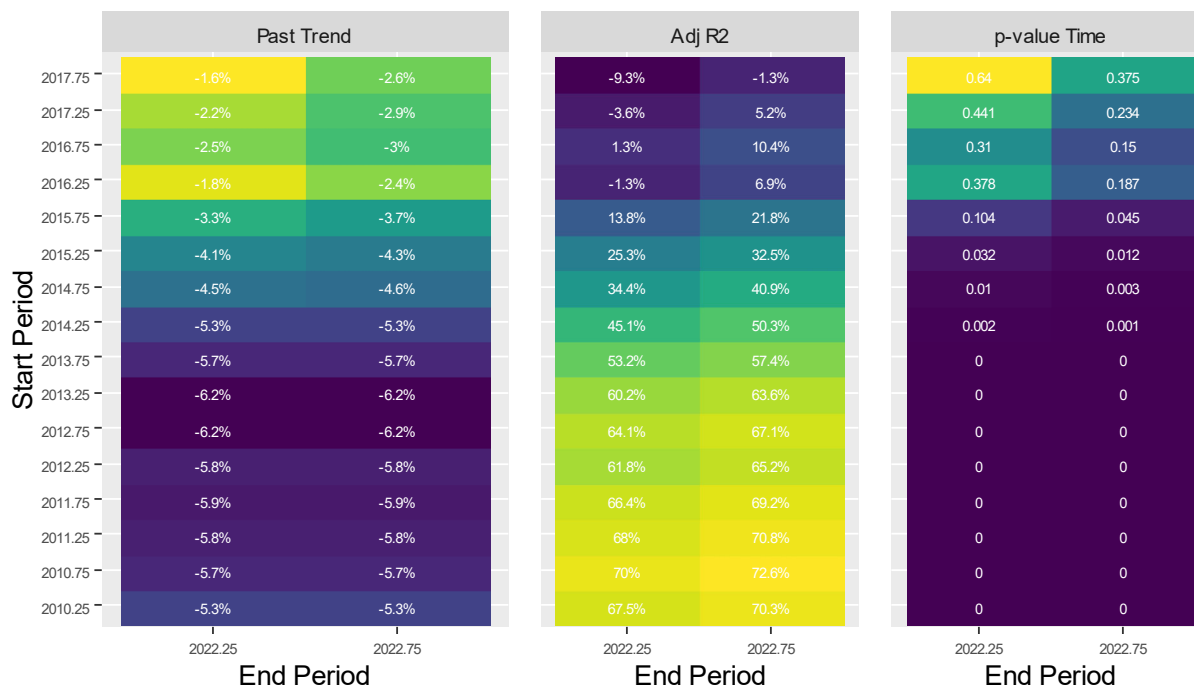 Past Trend Adj R2 p-value Time
2017.75 -1.6% -2.6% -9.3% -1.3% 0.64 0.375
2017.25 -2.2% -2.9% -3.6% 5.2% 0.441 0.234
2016.75 -2.5% -3% 1.3% 10.4% 0.31 0.15
2016.25 -1.8% -2.4% -1.3% 6.9% 0.378 0.187
2015.75 -3.3% -3.7% 13.8% 21.8% 0.104 0.045
2015.25 -4.1% -4.3% 25.3% 32.5% 0.032 0.012
2014.75 -4.5% -4.6% 34.4% 40.9% 0.01 0.003
2014.25 -5.3% -5.3% 45.1% 50.3% 0.002 0.001
2013.75 -5.7% -5.7% 53.2% 57.4% 0 0
2013.25 -6.2% -6.2% 60.2% 63.6% 0 0
2012.75 -6.2% -6.2% 64.1% 67.1% 0 0
2012.25 -5.8% -5.8% 61.8% 65.2% 0 0
2011.75 -5.9% -5.9% 66.4% 69.2% 0 0
2011.25 -5.8% -5.8% 68% 70.8% 0 0
2010.75 -5.7% -5.7% 70% 72.6% 0 0
2010.25 -5.3% -5.3% 67.5% 70.3% 0 0
Start Period
2022.25 2022.75 2022.25 2022.75 2022.25 2022.75
End Period End Period End Period